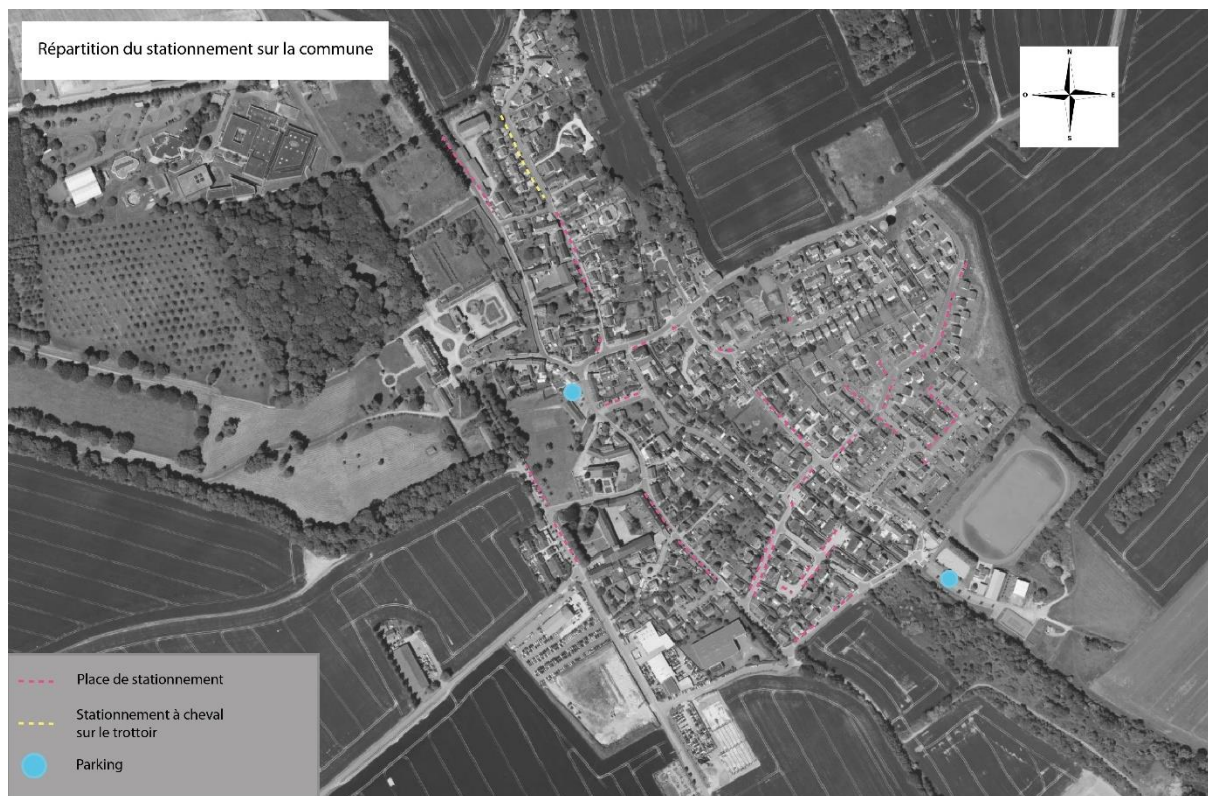 Répartition du stationnement sur la commune
N
O
E
S
Place de stationnement
Stationnement à cheval
sur le trottoir
Parking